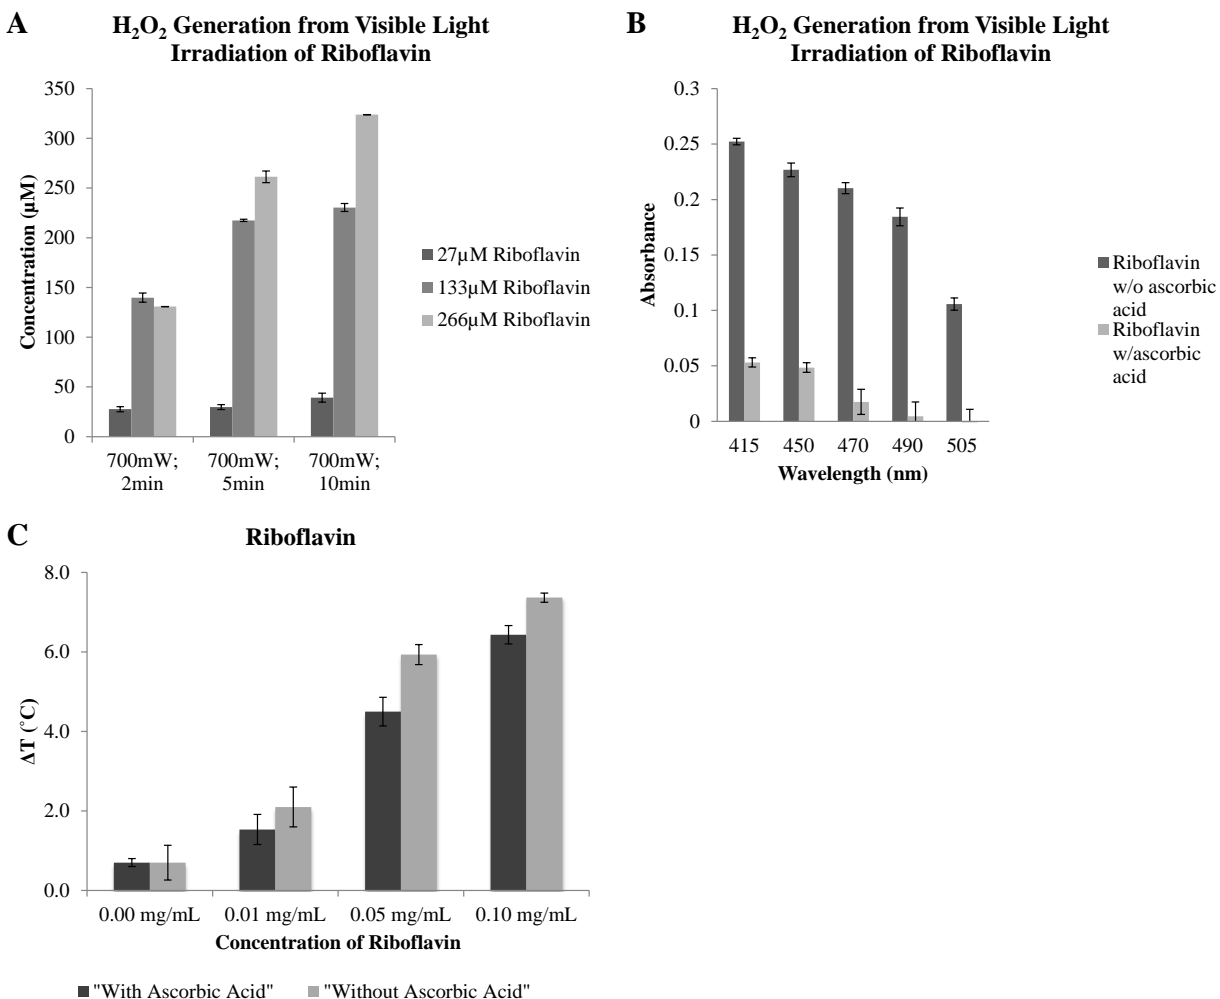 A
H₂O₂ Generation from Visible Light
Irradiation of Riboflavin
350
300
250
200
150
100
50
0
Concentration (µM)
700mW;
2min
700mW;
5min
700mW;
10min
27µM Riboflavin
133µM Riboflavin
266µM Riboflavin
B
H₂O₂ Generation from Visible Light
Irradiation of Riboflavin
0.3
0.25
0.2
0.15
0.1
0.05
0
Absorbance
415 450 470 490 505
Wavelength (nm)
Riboflavin
w/o ascorbic
acid
Riboflavin
w/ascorbic
acid
C
Riboflavin
8.0
6.0
4.0
2.0
0.0
ΔT (˚C)
0.00 mg/mL 0.01 mg/mL 0.05 mg/mL 0.10 mg/mL
Concentration of Riboflavin
"With Ascorbic Acid" "Without Ascorbic Acid"